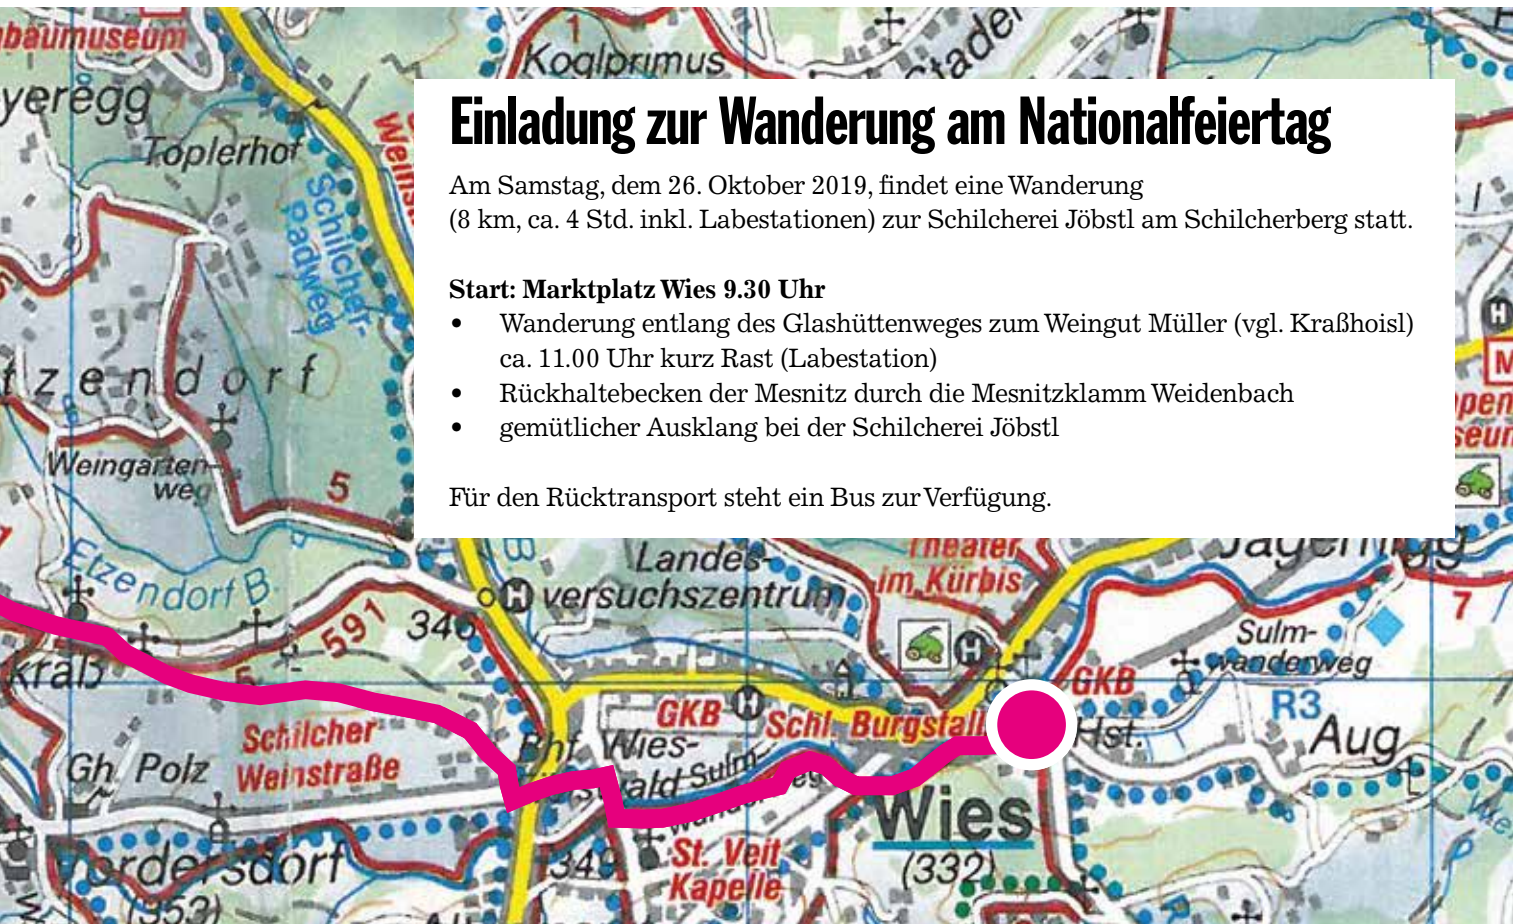 Einladung zur Wanderung am Nationalfeiertag
Am Samstag, dem 26. Oktober 2019, findet eine Wanderung
(8 km, ca. 4 Std. inkl. Labestationen) zur Schilcherei Jöbstl am Schilcherberg statt.
Start: Marktplatz Wies 9.30 Uhr
• Wanderung entlang des Glashüttenweges zum Weingut Müller (vgl. Kraßhoisl)
ca. 11.00 Uhr kurz Rast (Labestation)
• Rückhaltebecken der Mesnitz durch die Mesnitzklamm Weidenbach
• gemütlicher Ausklang bei der Schilcherei Jöbstl
Für den Rücktransport steht ein Bus zur Verfügung.
1
Koglprimus
Toplerhof
Schilcher-
Radweg
Weingarten-
weg
5
H
Etzendorf B.
591
5
H
Landes-
versuchszentrum
Theater
im Kürbis
H
7
Sulm-
wanderweg
R3
GKB
Hst.
Aug
GKB
H
Schl. Burgstall
Schilcher
Weinstraße
Gh. Polz
Bhf.
Wies-
Sulm-
Wies
(332)
St. Veit
Kapelle
349
(353)